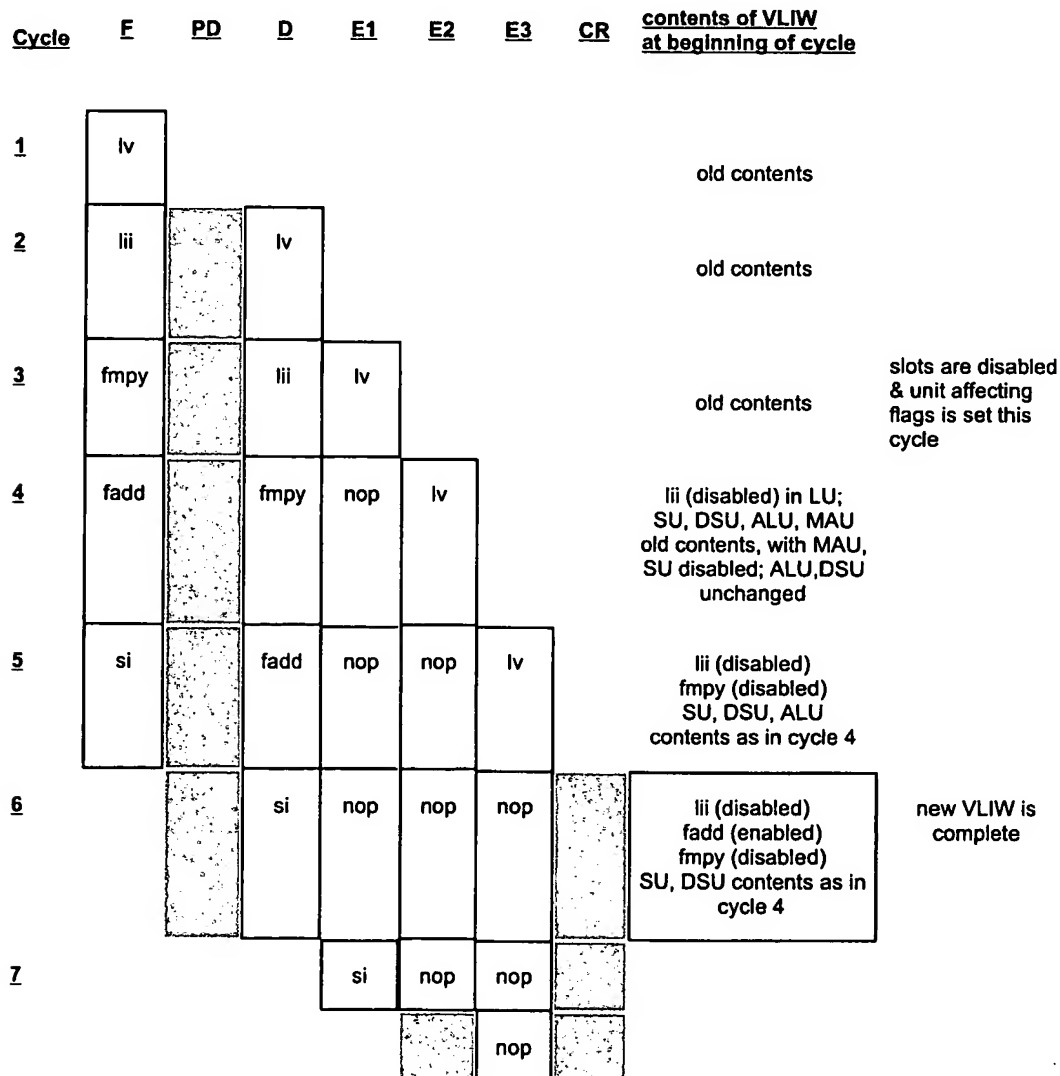 Cycle F PD D E1 E2 E3 CR contents of VLIW
at beginning of cycle
1 lv
old contents
2 lii lv
old contents
3 fmpy lii lv
old contents
slots are disabled
& unit affecting
flags is set this
cycle
4 fadd fmpy nop lv
lii (disabled) in LU;
SU, DSU, ALU, MAU
old contents, with MAU,
SU disabled; ALU,DSU
unchanged
5 si fadd nop nop lv
lii (disabled)
fmpy (disabled)
SU, DSU, ALU
contents as in cycle 4
6 si nop nop nop
lii (disabled)
fadd (enabled)
fmpy (disabled)
SU, DSU contents as in
cycle 4
new VLIW is
complete
7 si nop nop
nop